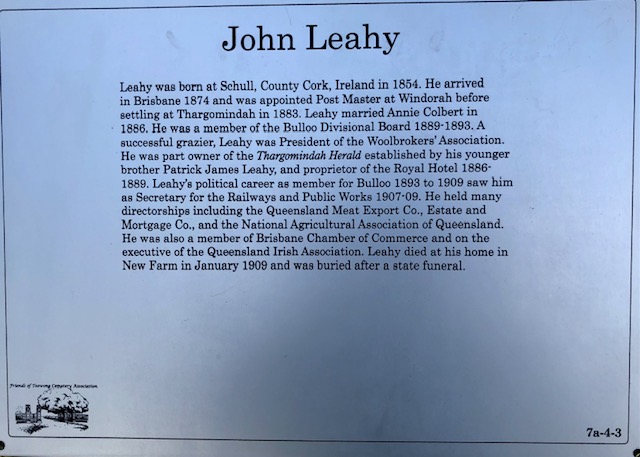 John Leahy
Leahy was born at Schull, County Cork, Ireland in 1854. He arrived
in Brisbane 1874 and was appointed Post Master at Windorah before
settling at Thargomindah in 1883. Leahy married Annie Colbert in
1886. He was a member of the Bulloo Divisional Board 1889-1893. A
successful grazier, Leahy was President of the Woolbrokers' Association.
He was part owner of the Thargomindah Herald established by his younger
brother Patrick James Leahy, and proprietor of the Royal Hotel 1886-
1889. Leahy's political career as member for Bulloo 1893 to 1909 saw him
as Secretary for the Railways and Public Works 1907-09. He held many
directorships including the Queensland Meat Export Co., Estate and
Mortgage Co., and the National Agricultural Association of Queensland.
He was also a member of Brisbane Chamber of Commerce and on the
executive of the Queensland Irish Association. Leahy died at his home in
New Farm in January 1909 and was buried after a state funeral.
Friends of Toowong Cemetery Association
7a-4-3